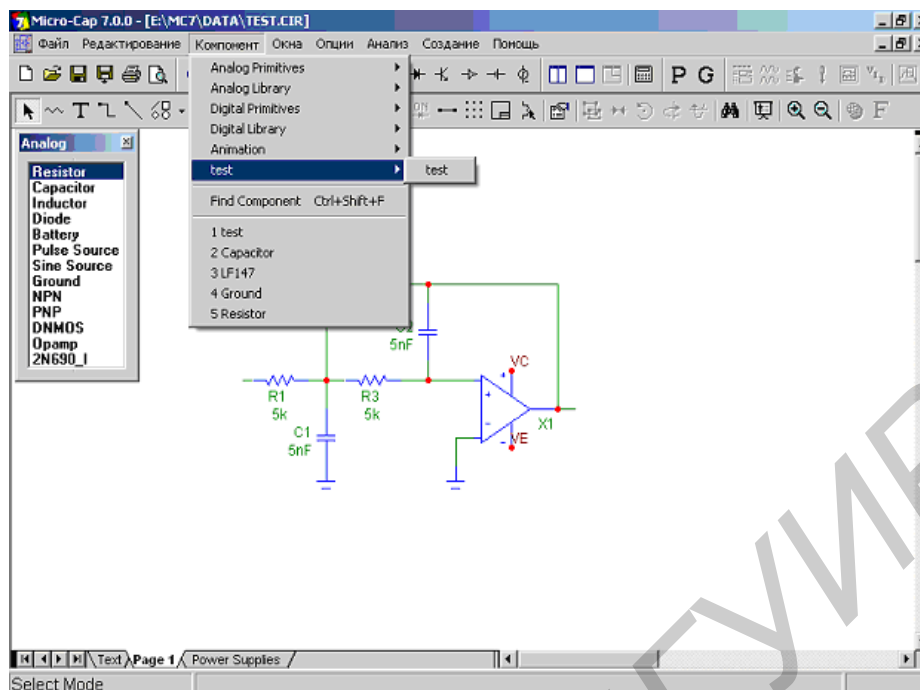 Micro-Cap 7.0.0 - [E:\MC7\DATA\TEST.CIR]
Файл Редактирование Компонент Окна Опции Анализ Создание Помощь
P G
T F
Analog
Resistor
Capacitor
Inductor
Diode
Battery
Pulse Source
Sine Source
Ground
NPN
PNP
DNMOS
Opamp
2N690_I
Analog Primitives
Analog Library
Digital Primitives
Digital Library
Animation
test
test
Find Component Ctrl+Shift+F
1 test
2 Capacitor
3 LF147
4 Ground
5 Resistor
5nF
VC
R1
5k
R3
5k
X1
C1
5nF
VE
Text Page 1 Power Supplies
Select Mode
ГУИР